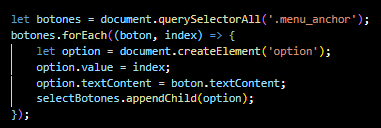 let botones = document.querySelectorAll('.menu_anchor');
botones.forEach((boton, index) => {
    let option = document.createElement('option');
    option.value = index;
    option.textContent = boton.textContent;
    selectBotones.appendChild(option);
});